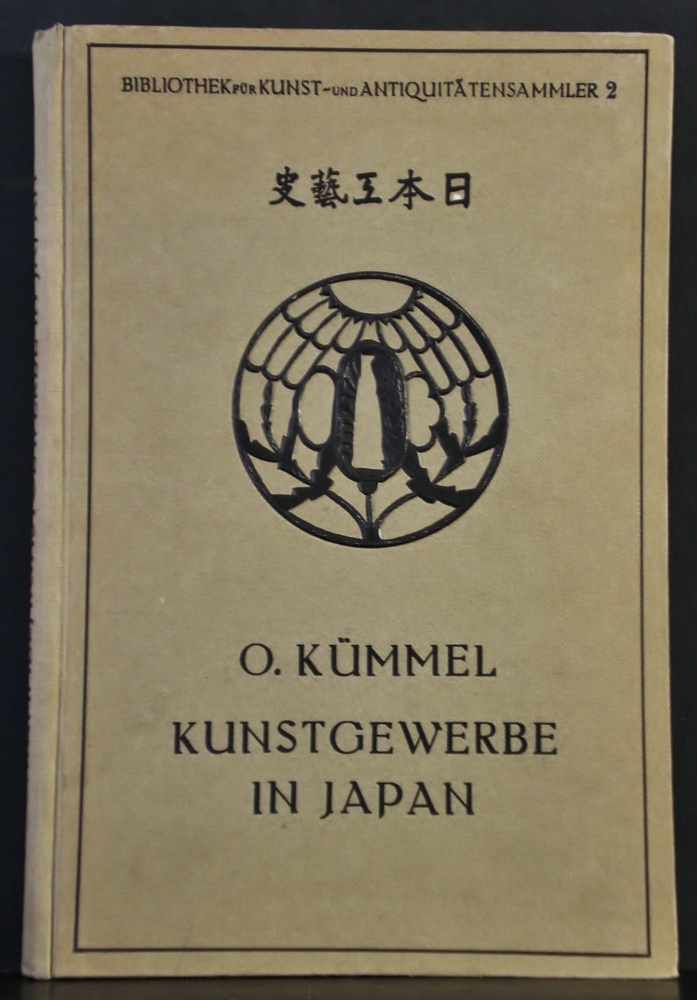 BIBLIOTHEK FÜR KUNST- UND ANTIQUITÄTENSAMMLER 2
日本工藝史
O. KÜMMEL
KUNSTGEWERBE
IN JAPAN